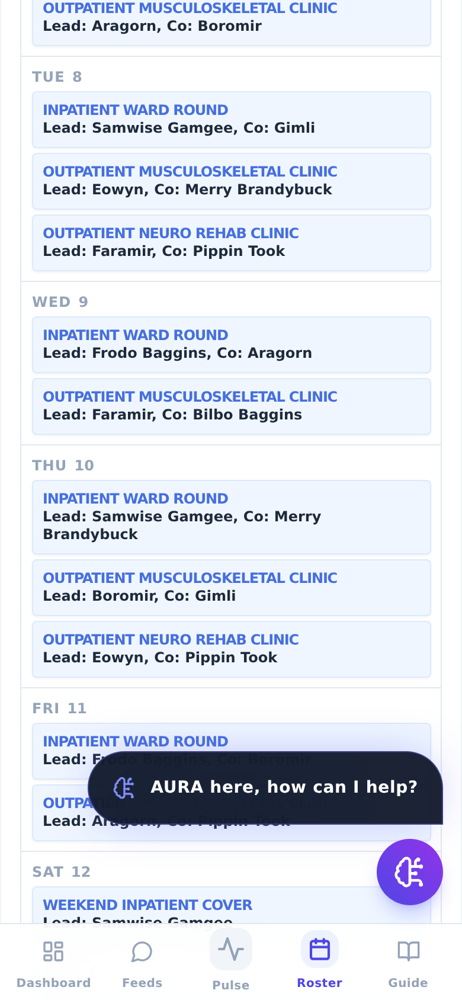 OUTPATIENT MUSCULOSKELETAL CLINIC
Lead: Aragorn, Co: Boromir
TUE 8
INPATIENT WARD ROUND
Lead: Samwise Gamgee, Co: Gimli
OUTPATIENT MUSCULOSKELETAL CLINIC
Lead: Eowyn, Co: Merry Brandybuck
OUTPATIENT NEURO REHAB CLINIC
Lead: Faramir, Co: Pippin Took
WED 9
INPATIENT WARD ROUND
Lead: Frodo Baggins, Co: Aragorn
OUTPATIENT MUSCULOSKELETAL CLINIC
Lead: Faramir, Co: Bilbo Baggins
THU 10
INPATIENT WARD ROUND
Lead: Samwise Gamgee, Co: Merry
Brandybuck
OUTPATIENT MUSCULOSKELETAL CLINIC
Lead: Boromir, Co: Gimli
OUTPATIENT NEURO REHAB CLINIC
Lead: Eowyn, Co: Pippin Took
FRI 11
INPATIENT WARD ROUND
Lead: Frodo Baggins, Co: Boromir
AURA here, how can I help?
OUTPATIENT MUSCULOSKELETAL CLINIC
Lead: Aragorn, Co: Pippin Took
SAT 12
WEEKEND INPATIENT COVER
Lead: Samwise Gamgee
Dashboard
Feeds
Pulse
Roster
Guide